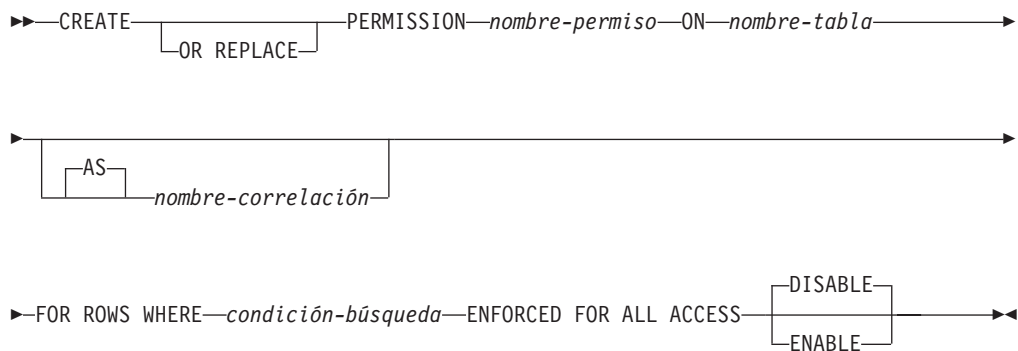 CREATE PERMISSION nombre-permiso ON nombre-tabla
OR REPLACE
AS
nombre-correlación
DISABLE
FOR ROWS WHERE condición-búsqueda ENFORCED FOR ALL ACCESS
ENABLE